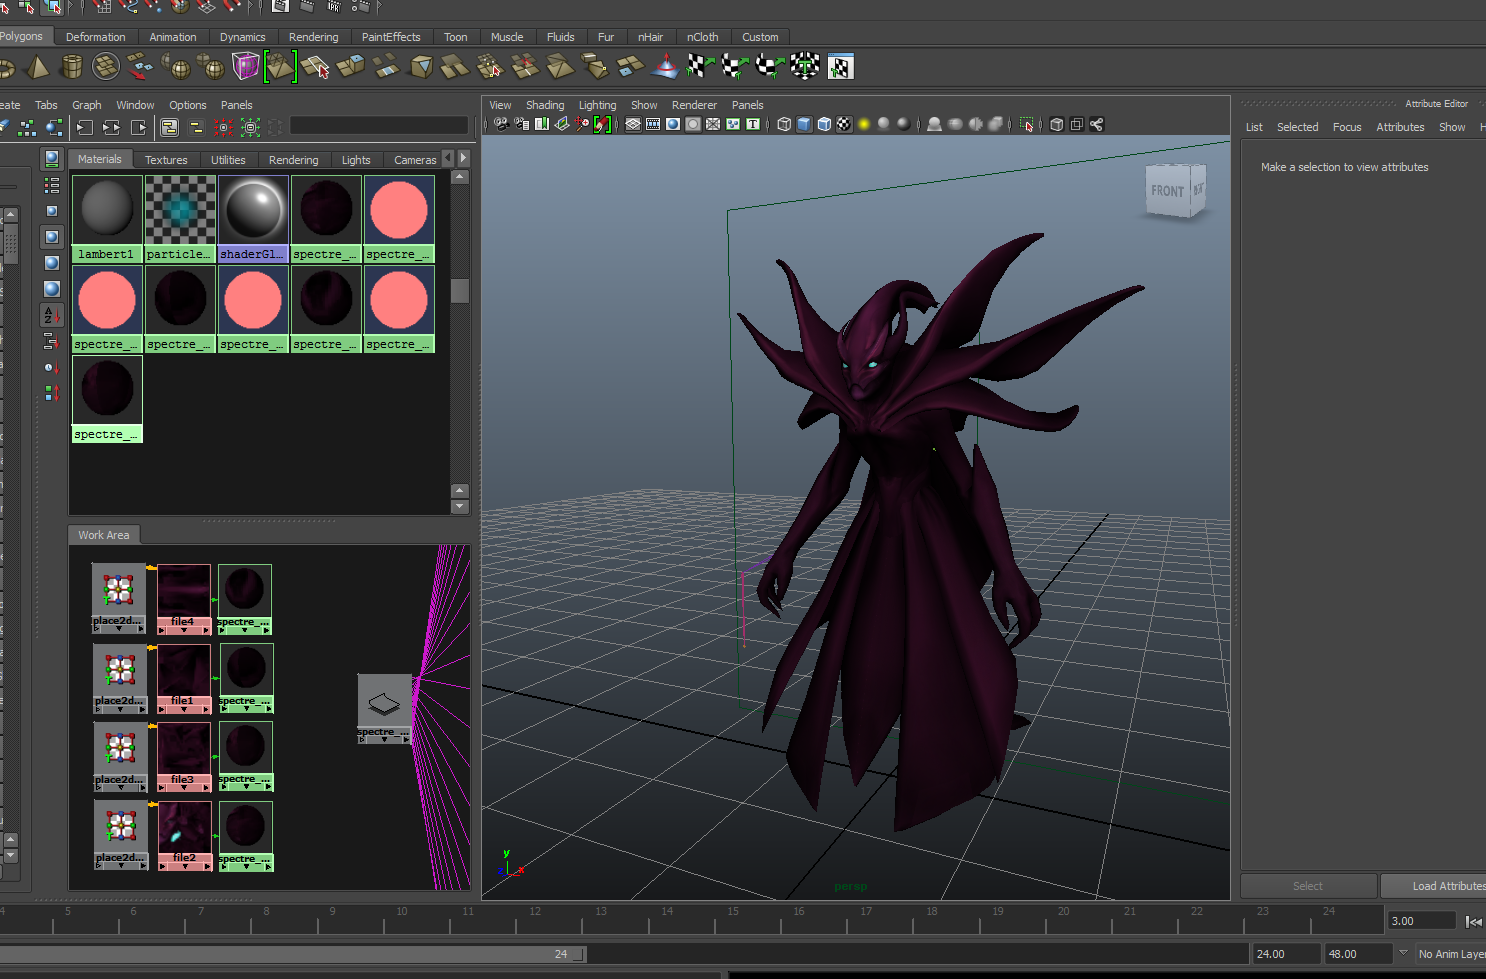 IPR
Polygons Deformation Animation Dynamics Rendering PaintEffects Toon Muscle Fluids Fur nHair nCloth Custom
eate Tabs Graph Window Options Panels
View Shading Lighting Show Renderer Panels
Attribute Editor
List Selected Focus Attributes Show H
Materials Textures Utilities Rendering Lights Cameras
Make a selection to view attributes
FRONT
lambert1 particle... shaderGl... spectre_... spectre_...
spectre_... spectre_... spectre_... spectre_... spectre_...
spectre_...
Work Area
place2d... file4 spectre_...
place2d... file1 spectre_...
spectre_...
place2d... file3 spectre_...
place2d... file2 spectre_...
y
x
z
persp
Select Load Attributes
4 5 6 7 8 9 10 11 12 13 14 15 16 17 18 19 20 21 22 23 24
3.00
24
24.00 48.00 No Anim Laye